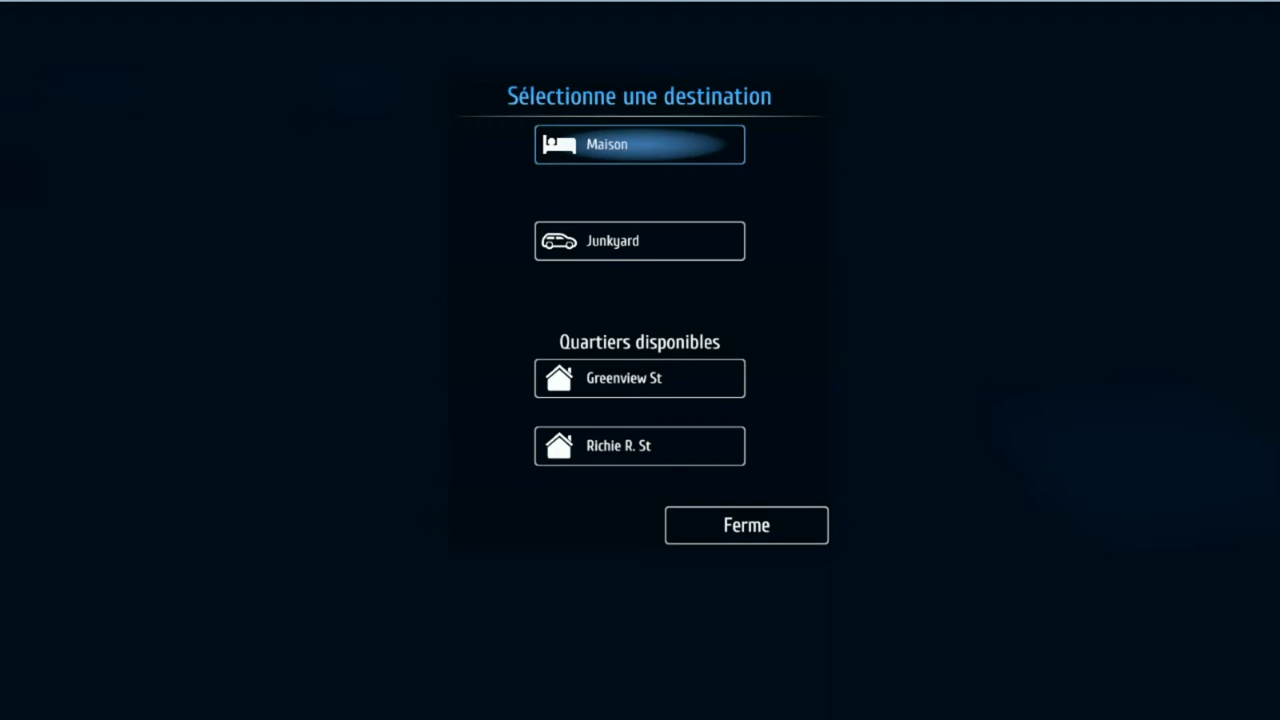 Sélectionne une destination
Maison
Junkyard
Quartiers disponibles
Greenview St
Richie R. St
Ferme